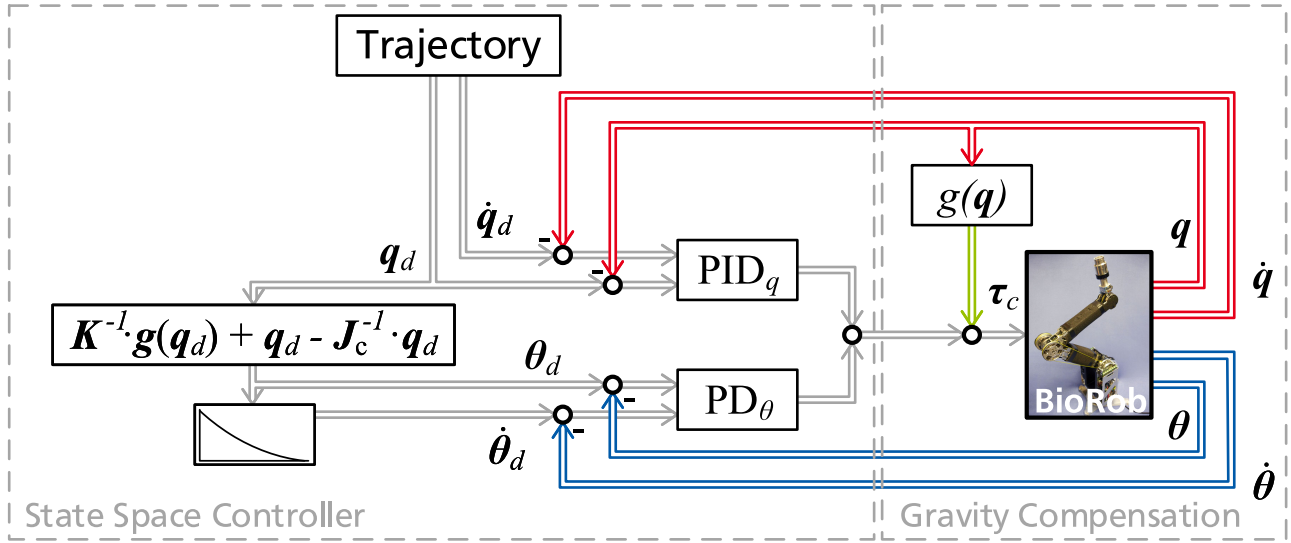 Trajectory
g(q)
q̇d
qd
q
q̇
PIDq
τc
K⁻¹·g(qd) + qd - Jc⁻¹·qd
θd
PDθ
BioRob
θ
θ̇d
θ̇
-
-
-
-
State Space Controller
Gravity Compensation